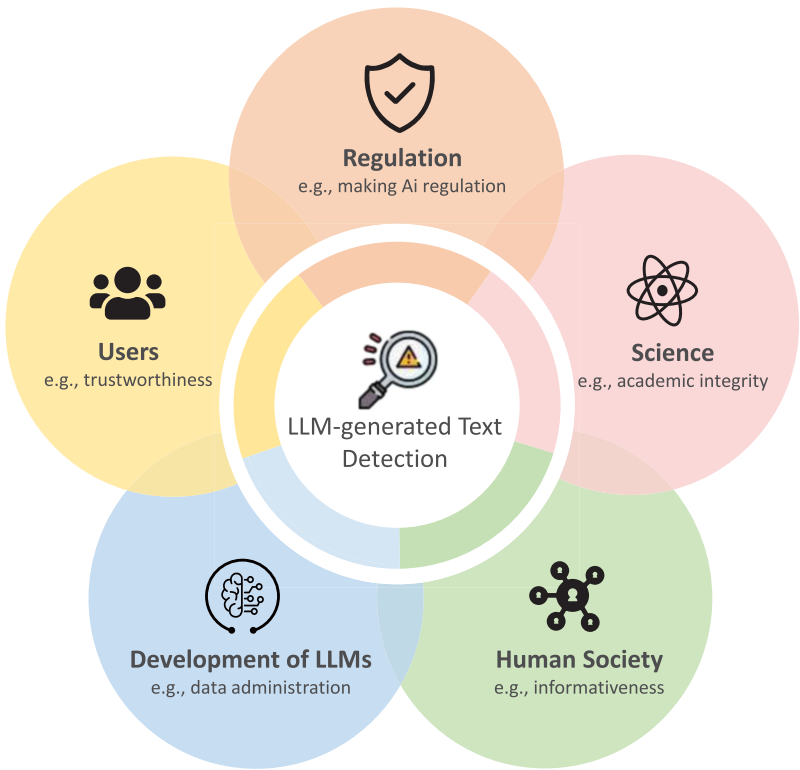 Regulation
e.g., making Ai regulation
Users
e.g., trustworthiness
Science
e.g., academic integrity
LLM-generated Text
Detection
Development of LLMs
e.g., data administration
Human Society
e.g., informativeness